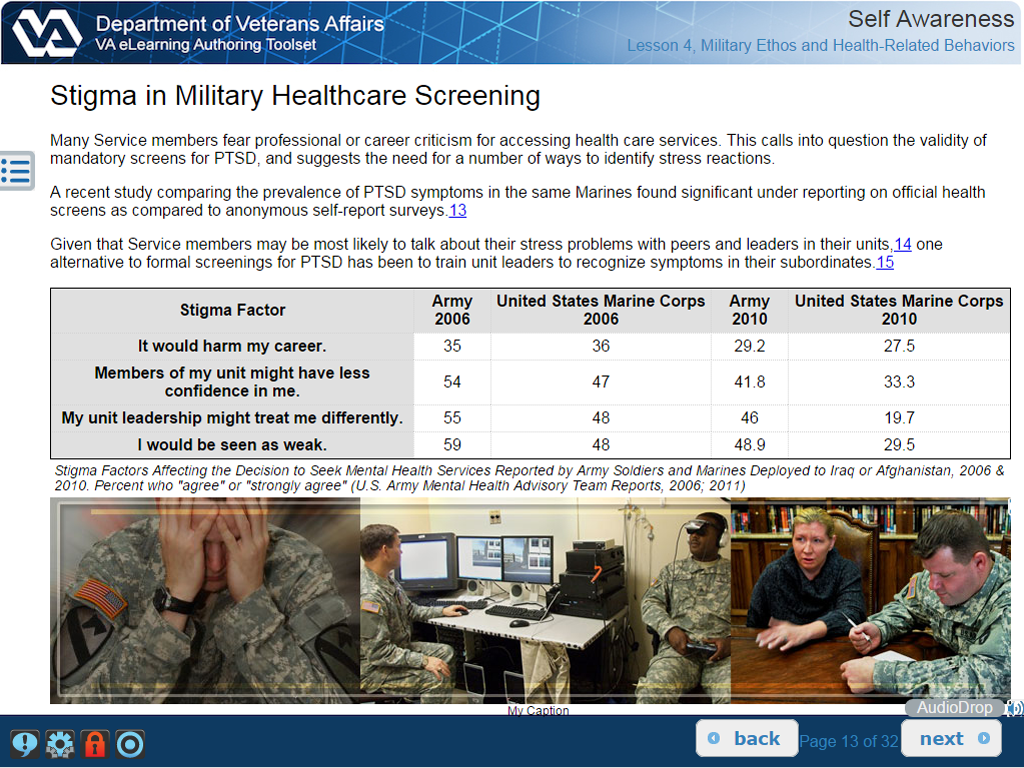 VA
Department of Veterans Affairs
VA eLearning Authoring Toolset
Self Awareness
Lesson 4, Military Ethos and Health-Related Behaviors
Stigma in Military Healthcare Screening
Many Service members fear professional or career criticism for accessing health care services. This calls into question the validity of
mandatory screens for PTSD, and suggests the need for a number of ways to identify stress reactions.
A recent study comparing the prevalence of PTSD symptoms in the same Marines found significant under reporting on official health
screens as compared to anonymous self-report surveys.13
Given that Service members may be most likely to talk about their stress problems with peers and leaders in their units,14 one
alternative to formal screenings for PTSD has been to train unit leaders to recognize symptoms in their subordinates.15
Stigma Factor Army 2006 United States Marine Corps 2006 Army 2010 United States Marine Corps 2010
It would harm my career. 35 36 29.2 27.5
Members of my unit might have less confidence in me. 54 47 41.8 33.3
My unit leadership might treat me differently. 55 48 46 19.7
I would be seen as weak. 59 48 48.9 29.5
Stigma Factors Affecting the Decision to Seek Mental Health Services Reported by Army Soldiers and Marines Deployed to Iraq or Afghanistan, 2006 &
2010. Percent who "agree" or "strongly agree" (U.S. Army Mental Health Advisory Team Reports, 2006; 2011)
My Caption
AudioDrop
back
Page 13 of 32
next